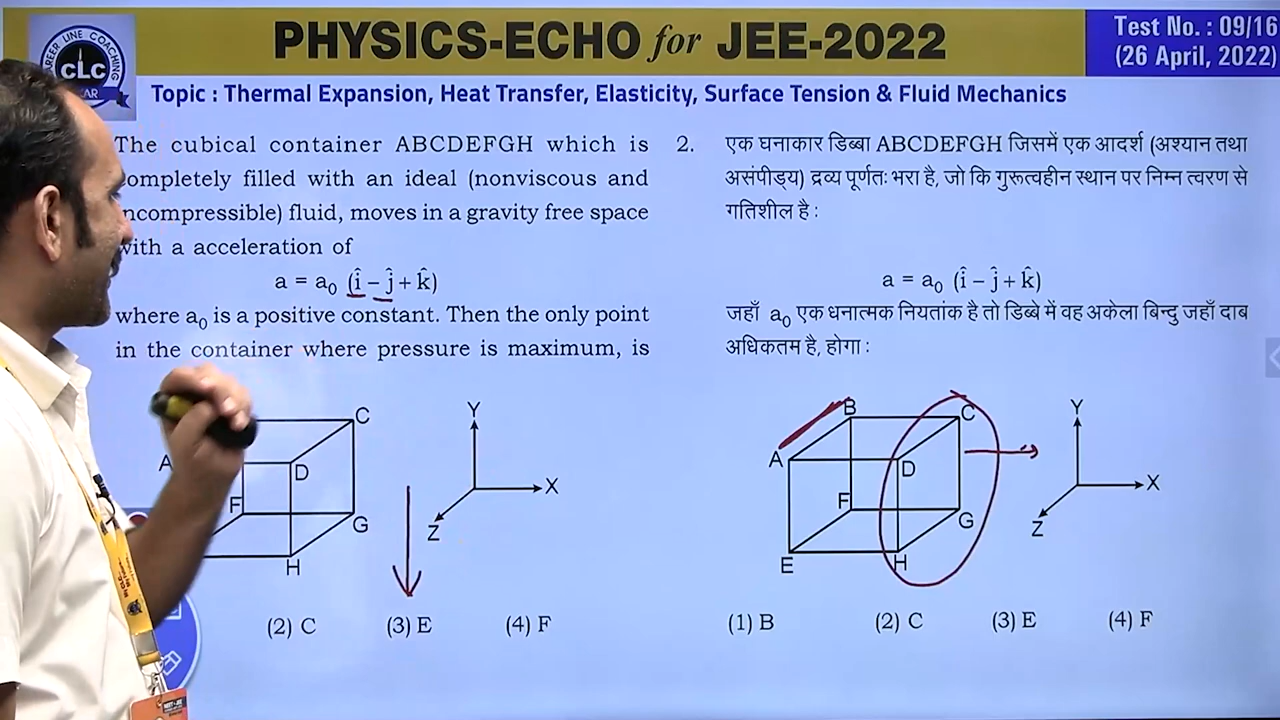 PHYSICS-ECHO for JEE-2022
Test No. : 09/16
(26 April, 2022)
CLC
Topic : Thermal Expansion, Heat Transfer, Elasticity, Surface Tension & Fluid Mechanics
The cubical container ABCDEFGH which is
completely filled with an ideal (nonviscous and
incompressible) fluid, moves in a gravity free space
with a acceleration of
a = a₀ (î − ĵ + k̂)
where a₀ is a positive constant. Then the only point
in the container where pressure is maximum, is
A
C
D
F
G
H
Y
X
Z
(2) C
(3) E
(4) F
2. एक घनाकार डिब्बा ABCDEFGH जिसमें एक आदर्श (अश्यान तथा
असंपीड्य) द्रव्य पूर्णतः भरा है, जो कि गुरूत्वहीन स्थान पर निम्न त्वरण से
गतिशील है :
a = a₀ (î − ĵ + k̂)
जहाँ a₀ एक धनात्मक नियतांक है तो डिब्बे में वह अकेला बिन्दु जहाँ दाब
अधिकतम है, होगा :
B
C
A
D
F
G
E
H
Y
X
Z
(1) B
(2) C
(3) E
(4) F